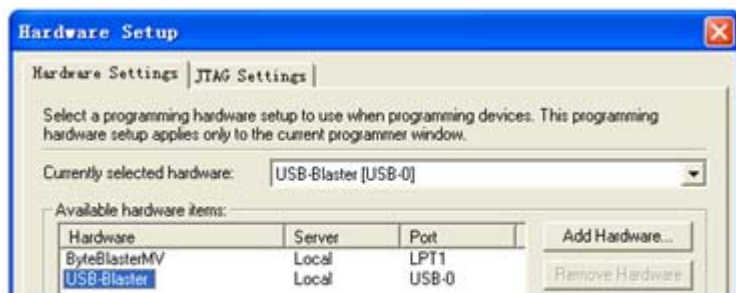 Hardware Setup
Hardware Settings JTAG Settings
Select a programming hardware setup to use when programming devices. This programming
hardware setup applies only to the current programmer window.
Currently selected hardware: USB-Blaster [USB-0]
Available hardware items:
Hardware Server Port Add Hardware...
ByteBlasterMV Local LPT1
USB-Blaster Local USB-0 Remove Hardware